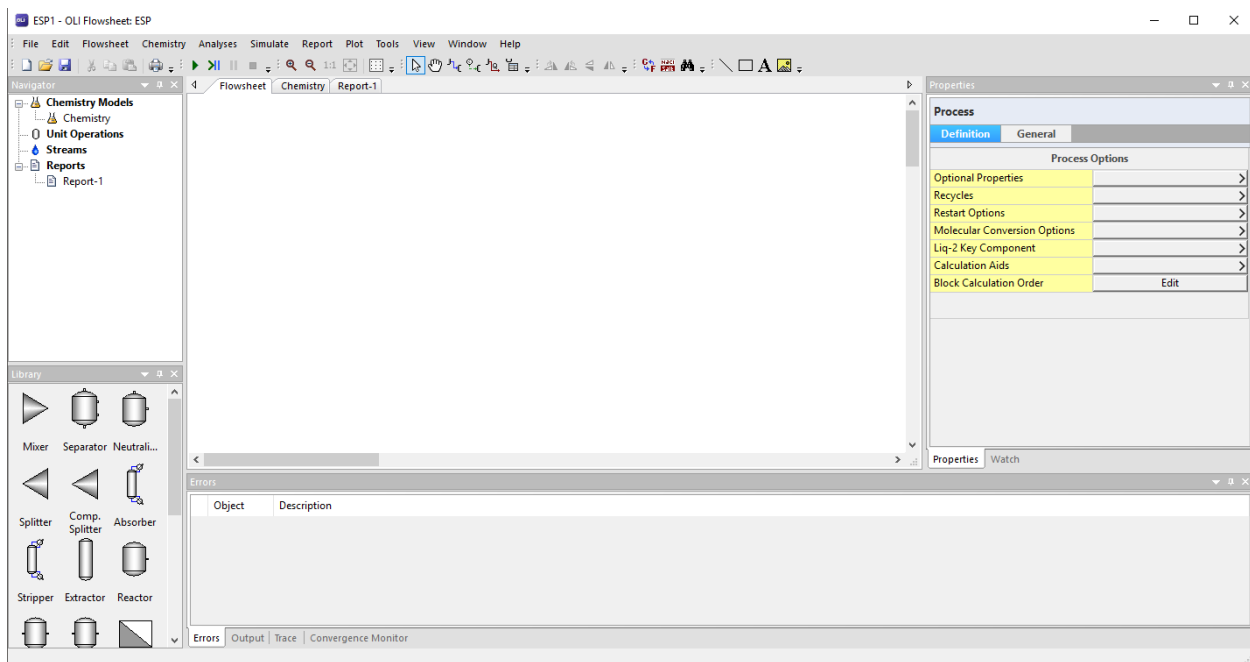 ESP1 - OLI Flowsheet: ESP
File Edit Flowsheet Chemistry Analyses Simulate Report Plot Tools View Window Help
1:1
A
Navigator
Chemistry Models
Chemistry
Unit Operations
Streams
Reports
Report-1
Library
Mixer Separator Neutrali...
Splitter Comp. Splitter Absorber
Stripper Extractor Reactor
Flowsheet Chemistry Report-1
Errors
Object Description
Errors Output Trace Convergence Monitor
Properties
Process
Definition General
Process Options
Optional Properties
Recycles
Restart Options
Molecular Conversion Options
Liq-2 Key Component
Calculation Aids
Block Calculation Order Edit
Properties Watch